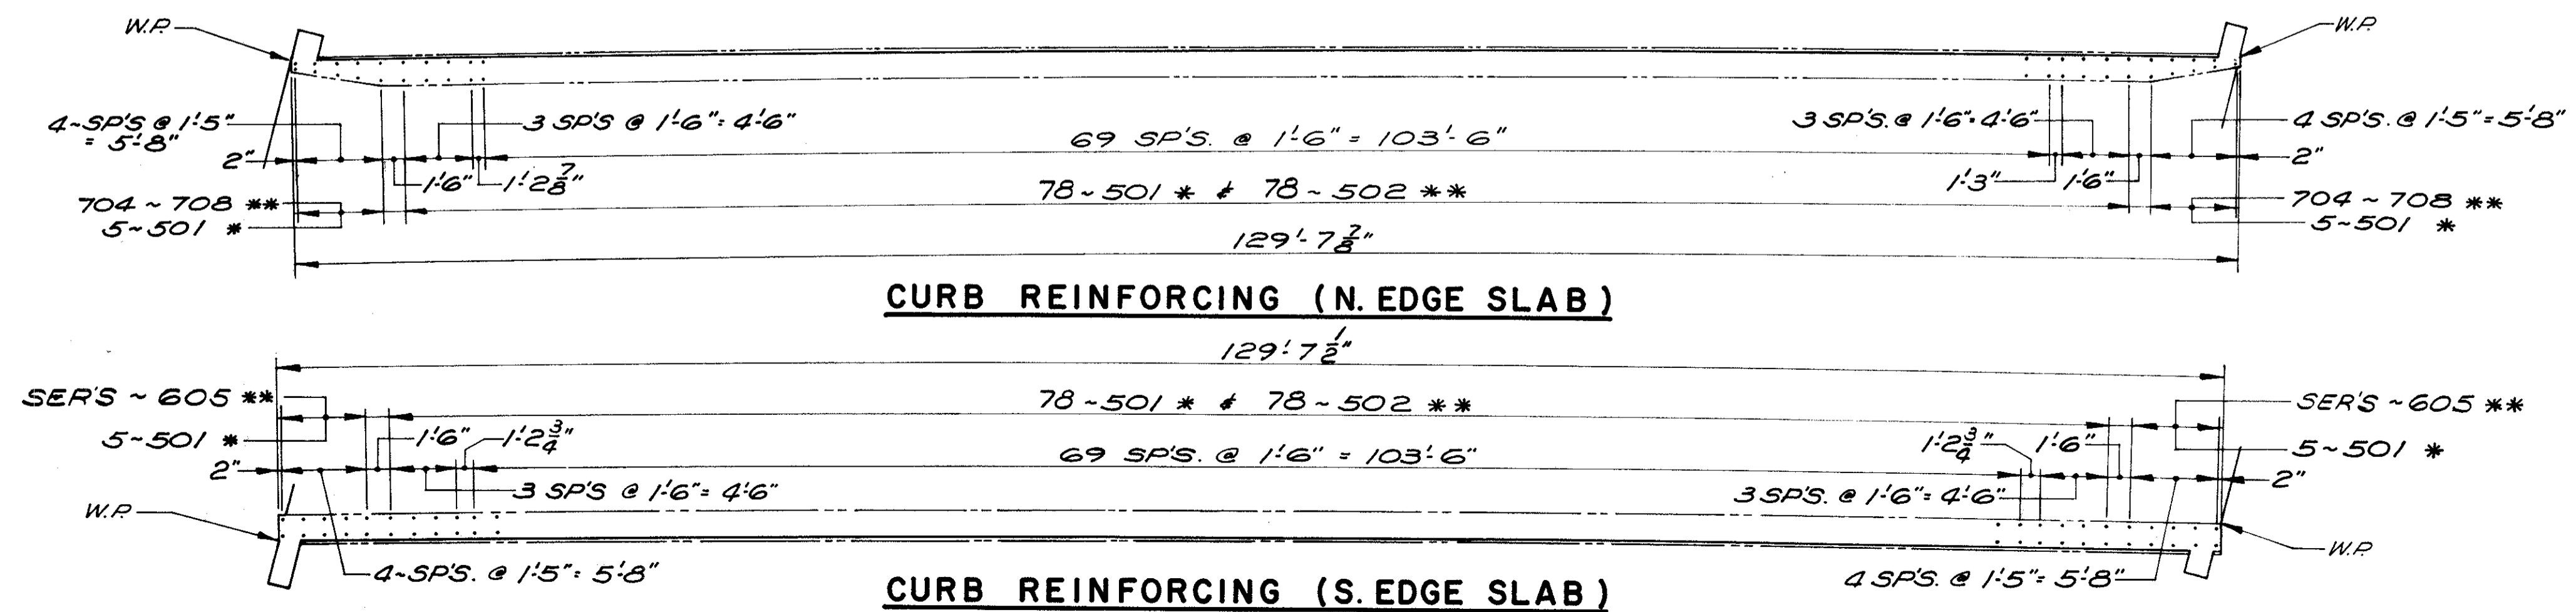 W.P.
W.P.
4~SP'S @ 1'-5"
= 5'-8"
3 SP'S @ 1'-6" = 4'-6"
69 SP'S. @ 1'-6" = 103'-6"
3 SP'S. @ 1'-6" = 4'-6"
4 SP'S. @ 1'-5" = 5'-8"
2"
1'-6"
1'-2 7/8"
1'-3"
1'-6"
2"
704 ~ 708 **
5~501 *
78~501 * & 78~502 **
704 ~ 708 **
5~501 *
129'-7 7/8"
CURB REINFORCING (N. EDGE SLAB)
129'-7 1/2"
SER'S ~ 605 **
5~501 *
78~501 * & 78~502 **
SER'S ~ 605 **
5~501 *
2"
1'-6"
1'-2 3/4"
69 SP'S. @ 1'-6" = 103'-6"
1'-2 3/4"
1'-6"
2"
3 SP'S @ 1'-6" = 4'-6"
3 SP'S. @ 1'-6" = 4'-6"
W.P.
W.P.
4~SP'S. @ 1'-5" = 5'-8"
4 SP'S. @ 1'-5" = 5'-8"
CURB REINFORCING (S. EDGE SLAB)